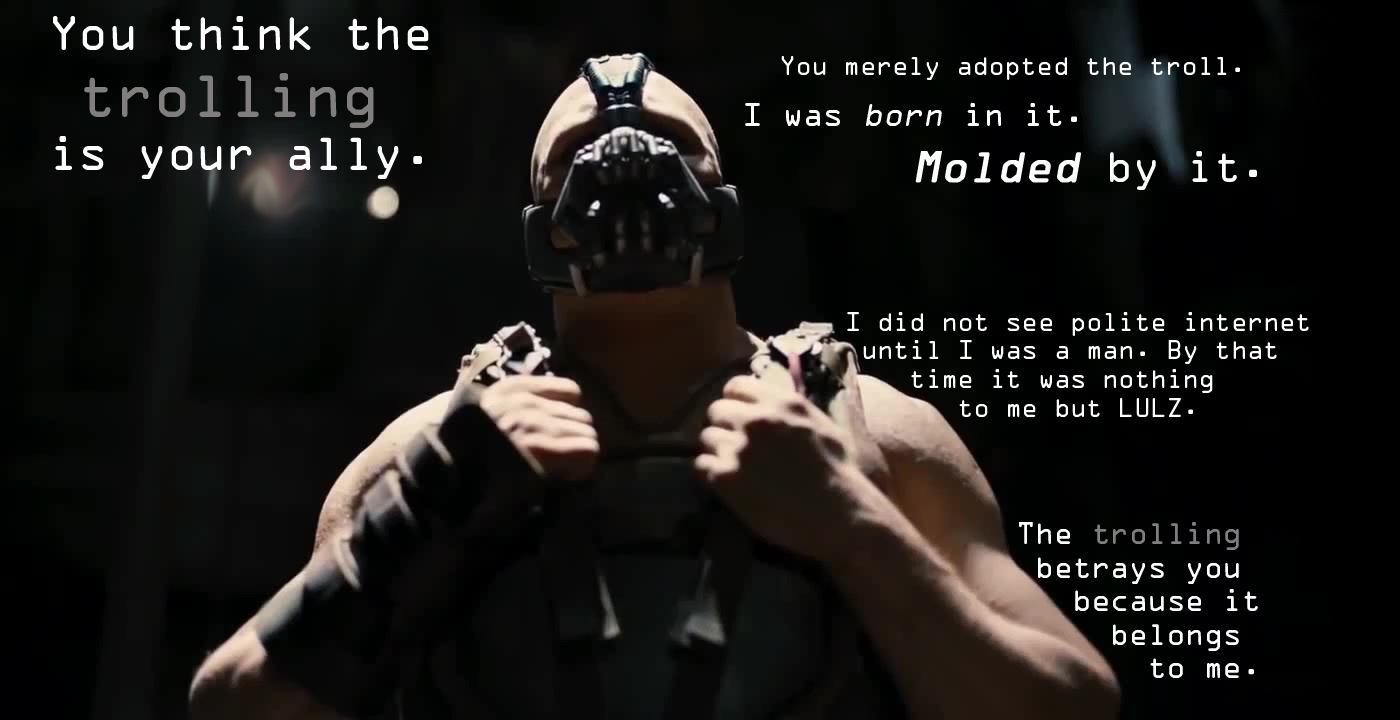 You think the
trolling
is your ally.
You merely adopted the troll.
I was born in it.
Molded by it.
I did not see polite internet
until I was a man. By that
time it was nothing
to me but LULZ.
The trolling
betrays you
because it
belongs
to me.